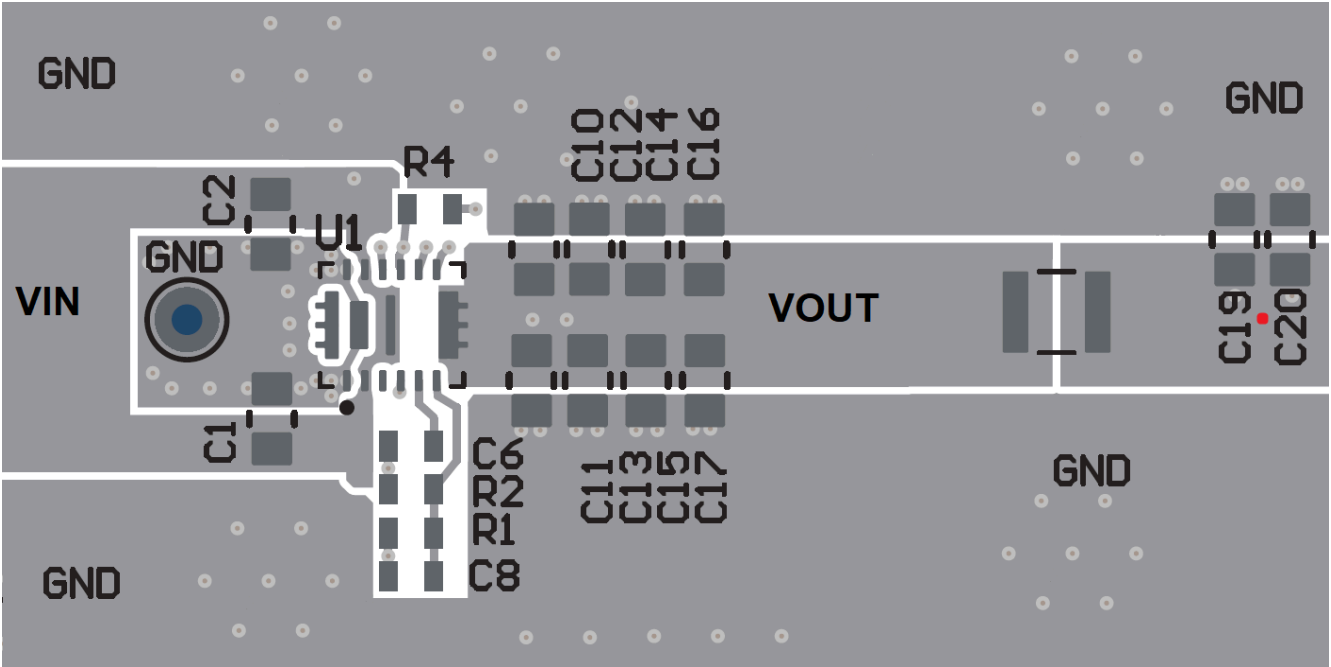 GND
GND
C10
C12
C14
C16
R4
C2
U1
GND
VIN
VOUT
C19
C20
C1
C6
R2
R1
C8
C11
C13
C15
C17
GND
GND